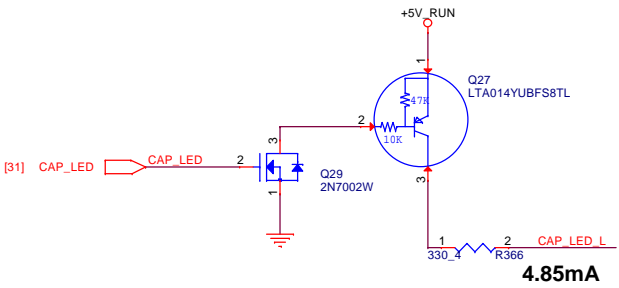 +5V_RUN
1
Q27
LTA014YUBFS8TL
47K
2
10K
3
[31] CAP_LED
CAP_LED
2
Q29
2N7002W
1
3
1
2
CAP_LED_L
330_4
R366
4.85mA